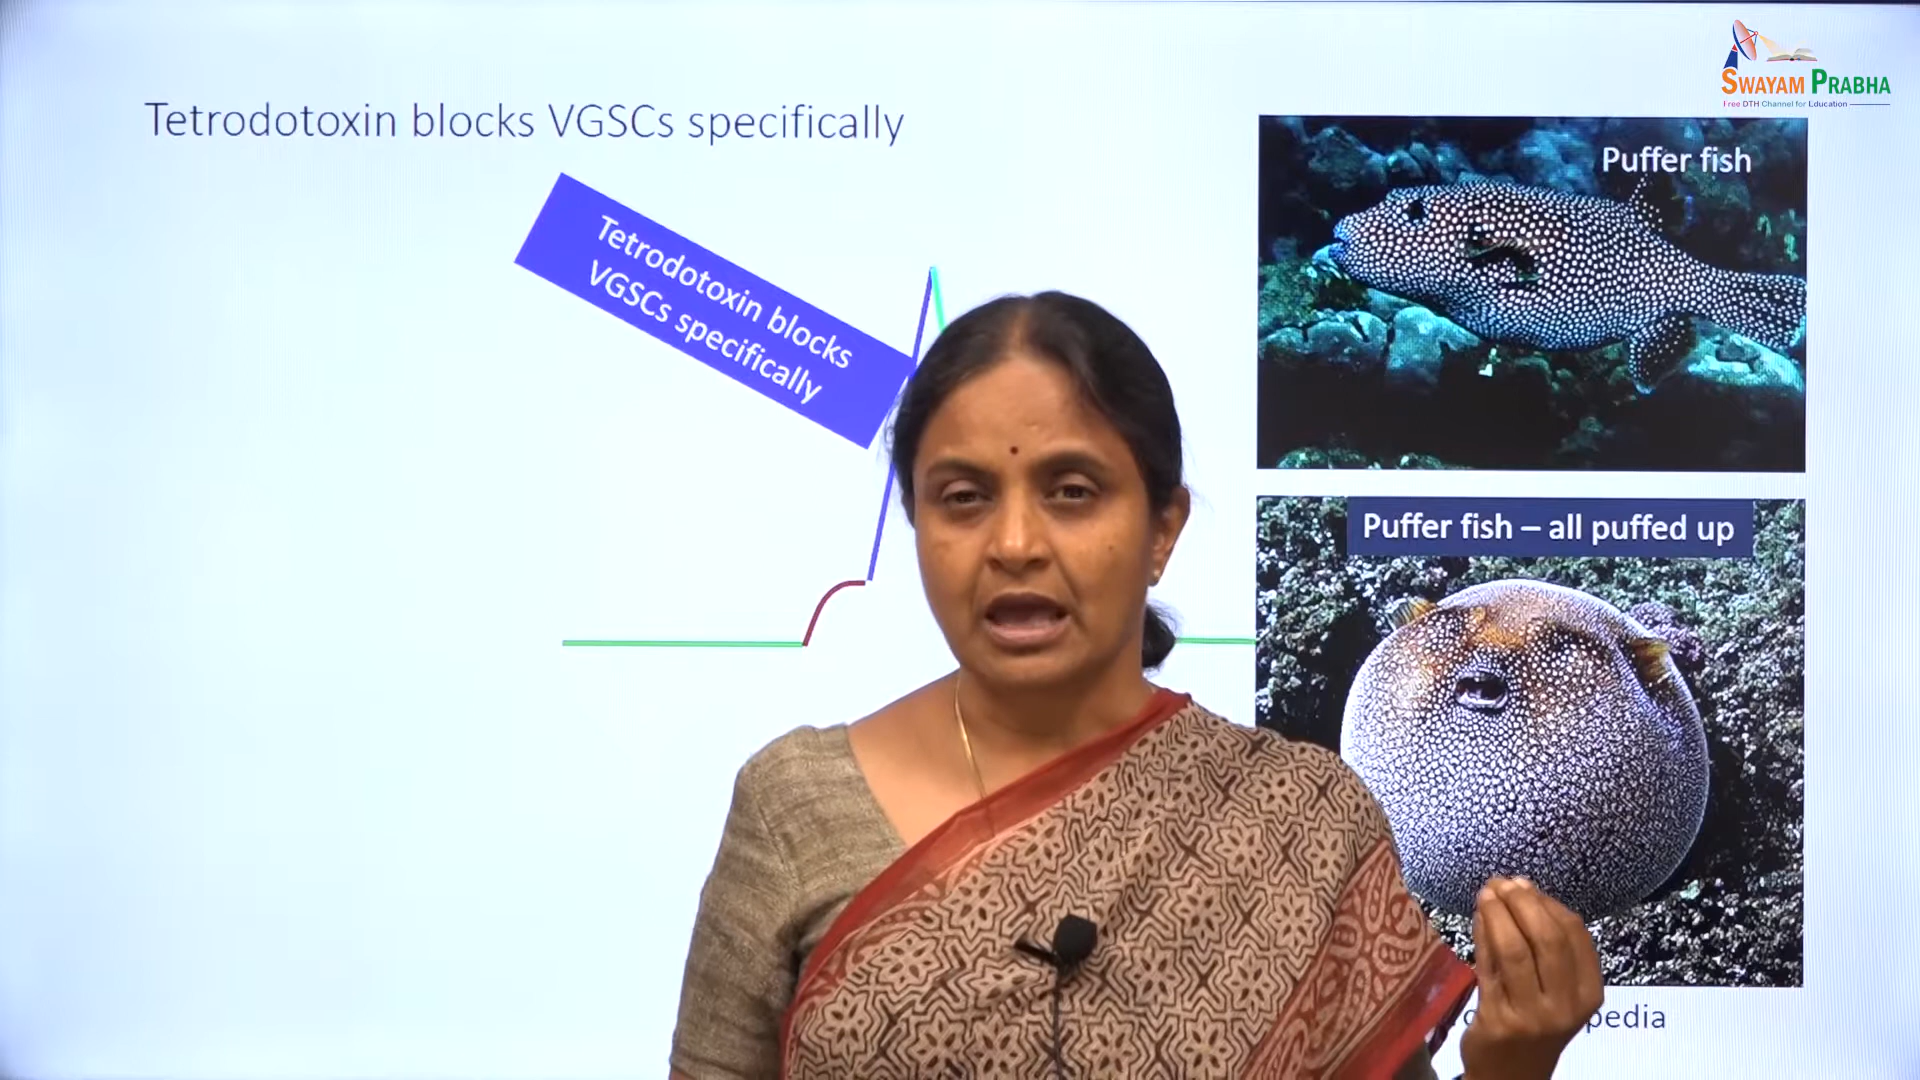 SWAYAM PRABHA
Free DTH Channel for Education
Tetrodotoxin blocks VGSCs specifically
Tetrodotoxin blocks
VGSCs specifically
Puffer fish
Puffer fish – all puffed up